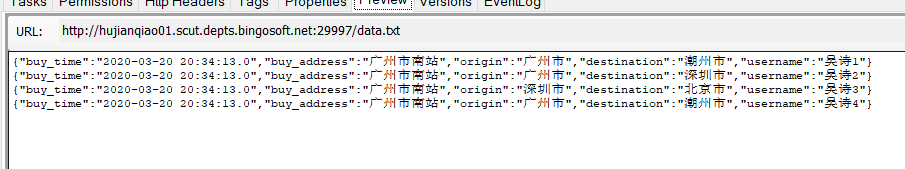 Tasks Permissions Http Headers Tags Properties Preview Versions EventLog
URL: http://hujianqiao01.scut.depts.bingosoft.net:29997/data.txt
{"buy_time":"2020-03-20 20:34:13.0","buy_address":"广州市南站","origin":"广州市","destination":"潮州市","username":"吴诗1"}
{"buy_time":"2020-03-20 20:34:13.0","buy_address":"广州市南站","origin":"广州市","destination":"深圳市","username":"吴诗2"}
{"buy_time":"2020-03-20 20:34:13.0","buy_address":"广州市南站","origin":"深圳市","destination":"北京市","username":"吴诗3"}
{"buy_time":"2020-03-20 20:34:13.0","buy_address":"广州市南站","origin":"广州市","destination":"潮州市","username":"吴诗4"}